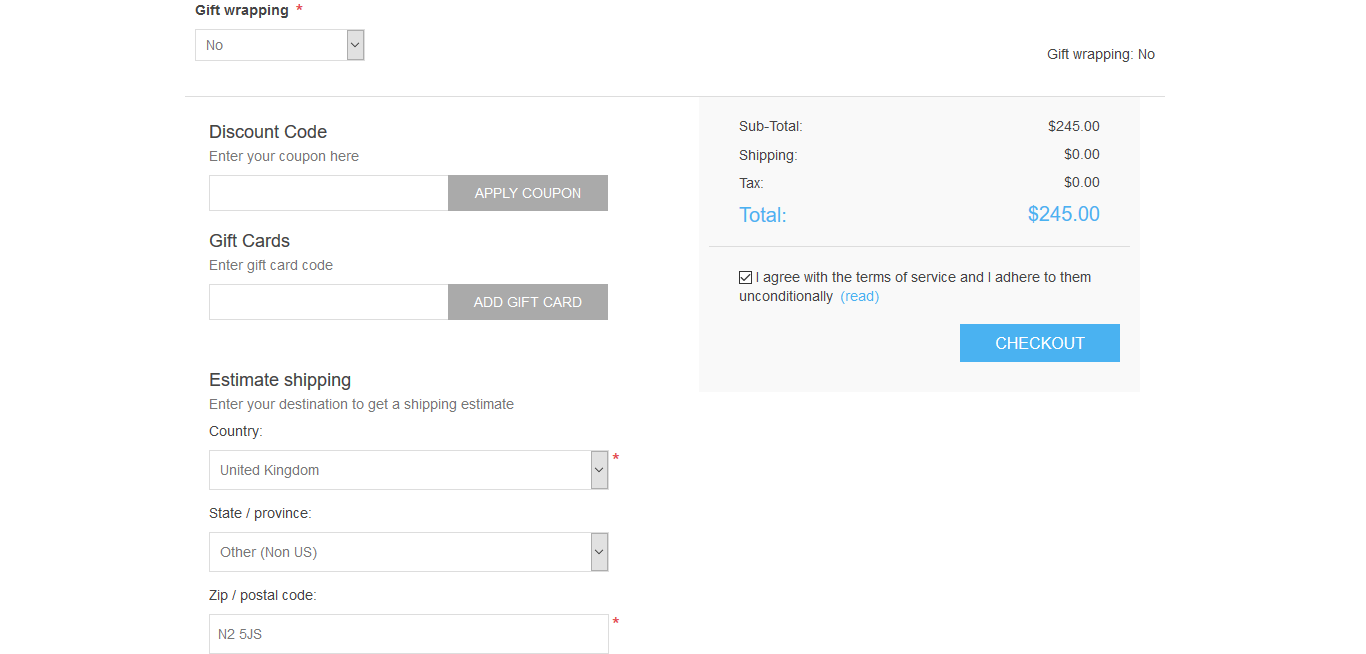 Gift wrapping *
No
Gift wrapping: No
Discount Code
Enter your coupon here
APPLY COUPON
Gift Cards
Enter gift card code
ADD GIFT CARD
Estimate shipping
Enter your destination to get a shipping estimate
Country:
United Kingdom *
State / province:
Other (Non US)
Zip / postal code:
N2 5JS *
Sub-Total: $245.00
Shipping: $0.00
Tax: $0.00
Total: $245.00
I agree with the terms of service and I adhere to them
unconditionally (read)
CHECKOUT